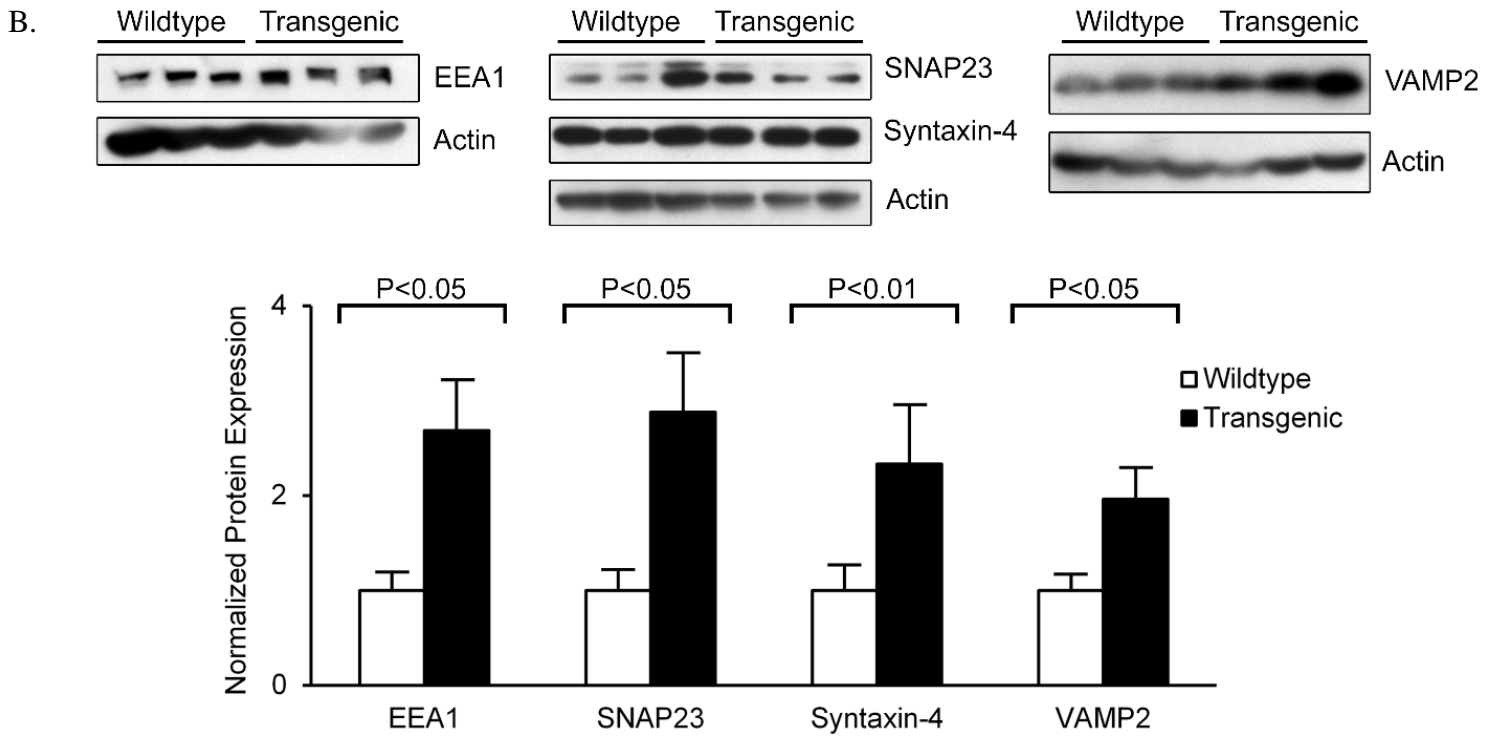 B.
Wildtype Transgenic
EEA1
Actin
Wildtype Transgenic
SNAP23
Syntaxin-4
Actin
Wildtype Transgenic
VAMP2
Actin
P<0.05 P<0.05 P<0.01 P<0.05
Normalized Protein Expression
4
2
0
Wildtype
Transgenic
EEA1 SNAP23 Syntaxin-4 VAMP2